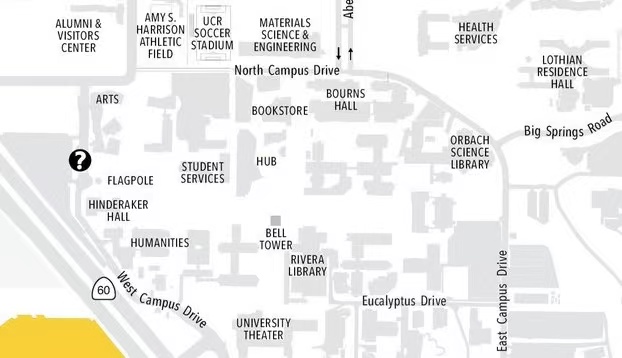 ALUMNI &
VISITORS
CENTER
AMY S.
HARRISON
ATHLETIC
FIELD
UCR
SOCCER
STADIUM
MATERIALS
SCIENCE &
ENGINEERING
Abe
HEALTH
SERVICES
LOTHIAN
RESIDENCE
HALL
North Campus Drive
ARTS
BOOKSTORE
BOURNS
HALL
Big Springs Road
ORBACH
SCIENCE
LIBRARY
?
HUB
STUDENT
SERVICES
FLAGPOLE
HINDERAKER
HALL
HUMANITIES
BELL
TOWER
RIVERA
LIBRARY
60
West Campus Drive
Eucalyptus Drive
East Campus Drive
UNIVERSITY
THEATER